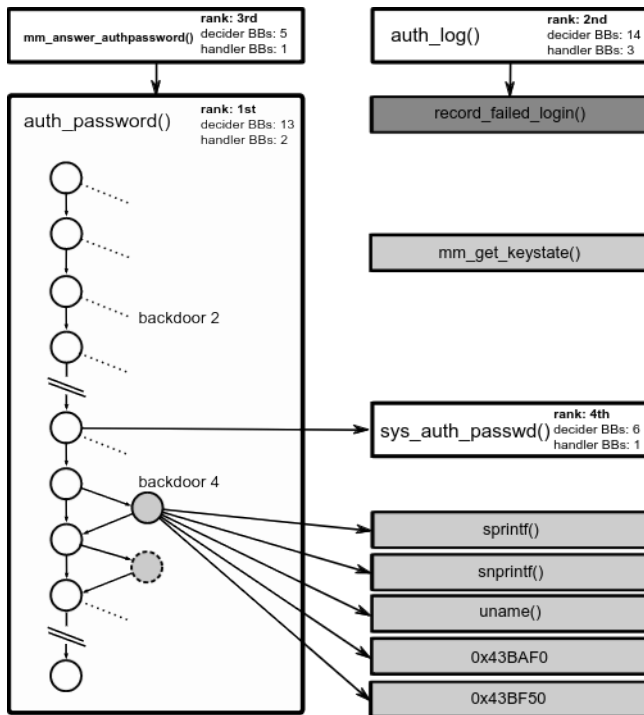 mm_answer_authpassword()
rank: 3rd
decider BBs: 5
handler BBs: 1
auth_log()
rank: 2nd
decider BBs: 14
handler BBs: 3
auth_password()
rank: 1st
decider BBs: 13
handler BBs: 2
record_failed_login()
mm_get_keystate()
backdoor 2
sys_auth_passwd()
rank: 4th
decider BBs: 6
handler BBs: 1
backdoor 4
sprintf()
snprintf()
uname()
0x43BAF0
0x43BF50